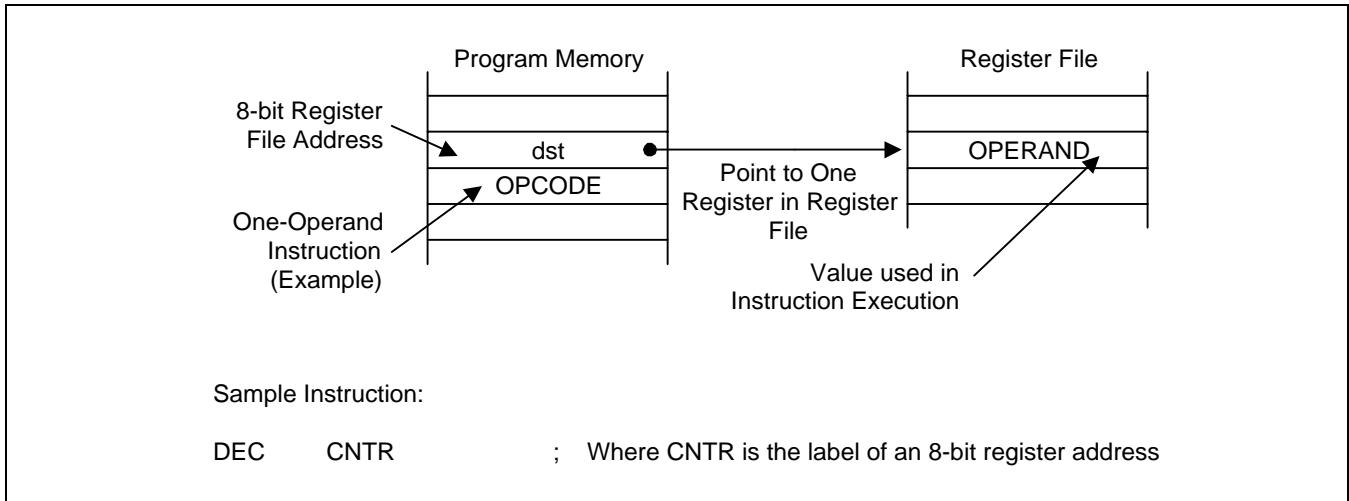 Program Memory
Register File
8-bit Register
File Address
dst
OPERAND
OPCODE
Point to One
Register in Register
File
One-Operand
Instruction
(Example)
Value used in
Instruction Execution
Sample Instruction:
DEC CNTR ; Where CNTR is the label of an 8-bit register address